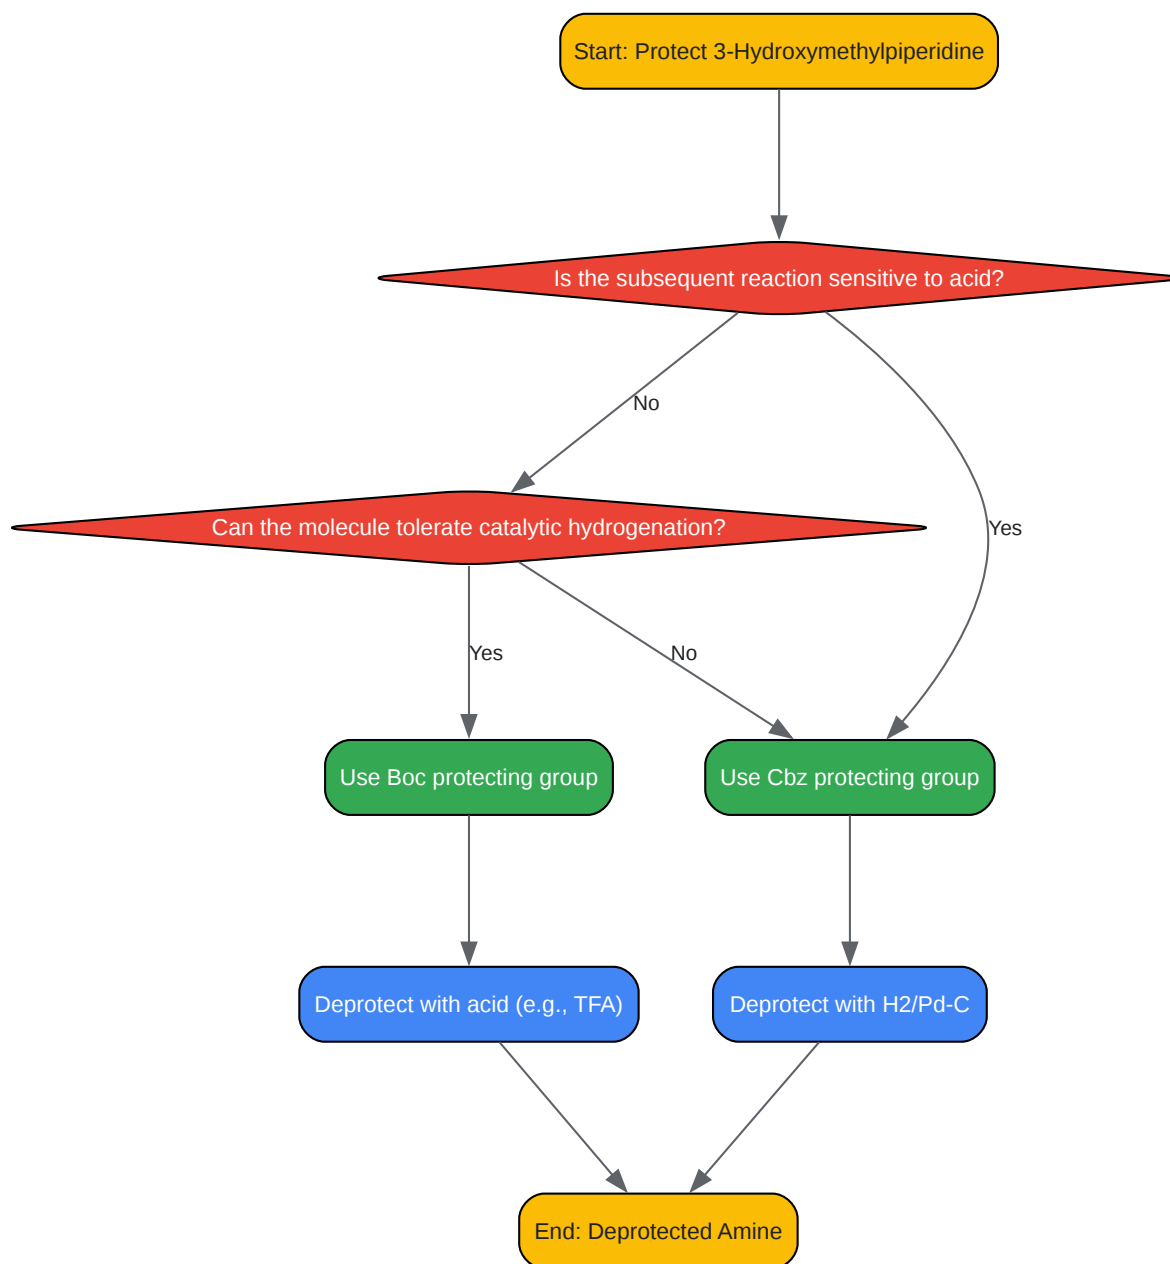 Start: Protect 3-Hydroxymethylpiperidine
Is the subsequent reaction sensitive to acid?
No
Can the molecule tolerate catalytic hydrogenation?
Yes
Yes
No
Use Boc protecting group
Use Cbz protecting group
Deprotect with acid (e.g., TFA)
Deprotect with H2/Pd-C
End: Deprotected Amine